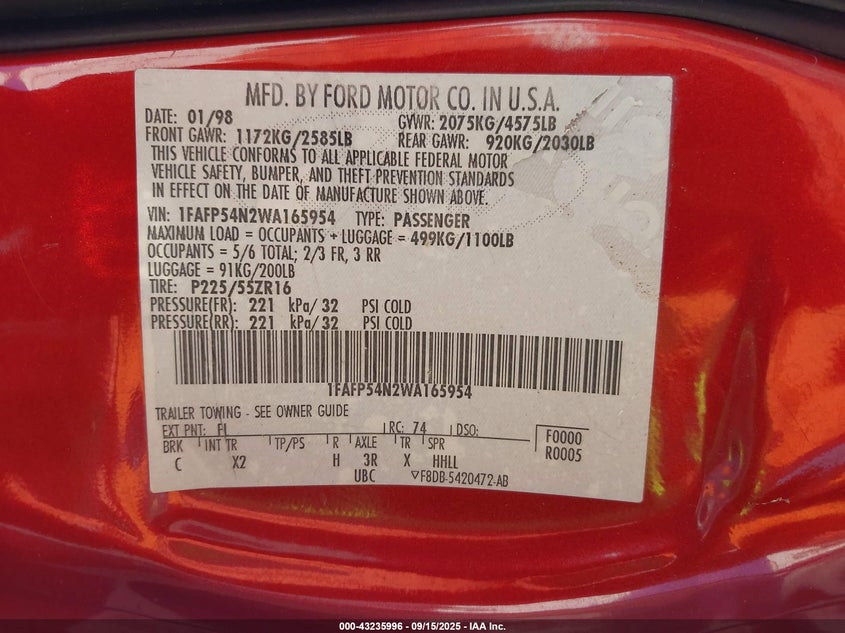 MFD. BY FORD MOTOR CO. IN U.S.A.
DATE: 01/98 GVWR: 2075KG/4575LB
FRONT GAWR: 1172KG/2585LB REAR GAWR: 920KG/2030LB
THIS VEHICLE CONFORMS TO ALL APPLICABLE FEDERAL MOTOR
VEHICLE SAFETY, BUMPER, AND THEFT PREVENTION STANDARDS
IN EFFECT ON THE DATE OF MANUFACTURE SHOWN ABOVE.
VIN: 1FAFP54N2WA165954 TYPE: PASSENGER
MAXIMUM LOAD = OCCUPANTS + LUGGAGE = 499KG/1100LB
OCCUPANTS = 5/6 TOTAL; 2/3 FR, 3 RR
LUGGAGE = 91KG/200LB
TIRE: P225/55ZR16
PRESSURE(FR): 221 kPa/ 32 PSI COLD
PRESSURE(RR): 221 kPa/ 32 PSI COLD
1FAFP54N2WA165954
TRAILER TOWING - SEE OWNER GUIDE
EXT PNT: FL RC: 74 DSO: F0000
BRK INT TR TP/PS R AXLE TR SPR R0005
C X2 H 3R X HHLL
UBC ▽F8DB-5420472-AB
000-43235996 - 09/15/2025 - IAA Inc.